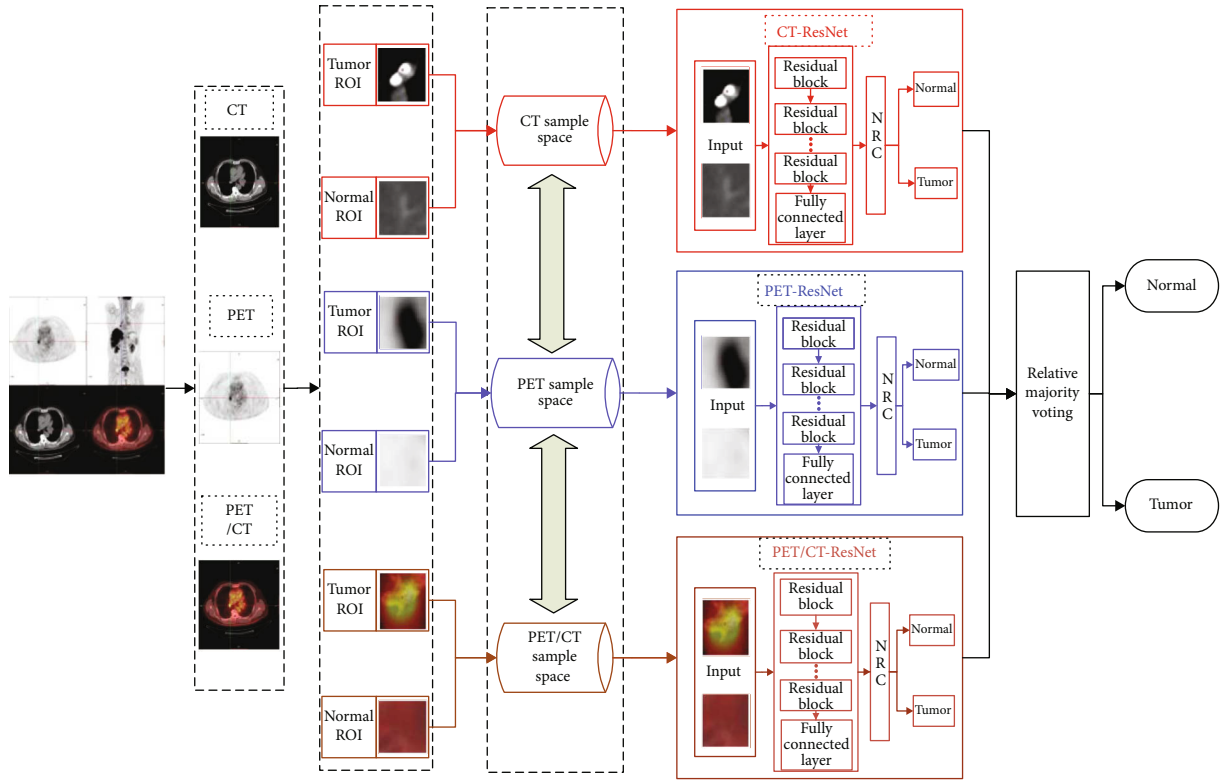 CT
PET
PET
/CT
Tumor
ROI
Normal
ROI
Tumor
ROI
Normal
ROI
Tumor
ROI
Normal
ROI
CT sample
space
PET sample
space
PET/CT
sample
space
CT-ResNet
Input
Residual
block
Residual
block
Residual
block
Fully
connected
layer
N
R
C
Normal
Tumor
PET-ResNet
Input
Residual
block
Residual
block
Residual
block
Fully
connected
layer
N
R
C
Normal
Tumor
PET/CT-ResNet
Input
Residual
block
Residual
block
Residual
block
Fully
connected
layer
N
R
C
Normal
Tumor
Relative
majority
voting
Normal
Tumor